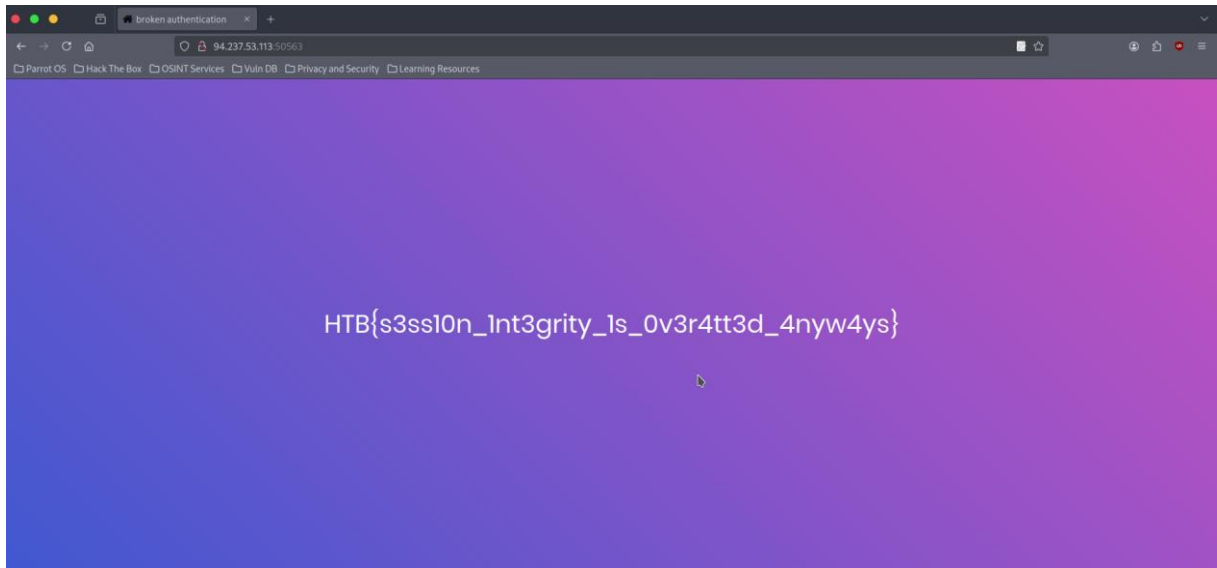 broken authentication
94.237.53.113:50563
Parrot OS Hack The Box OSINT Services Vuln DB Privacy and Security Learning Resources
HTB{s3ss10n_1nt3grity_1s_0v3r4tt3d_4nyw4ys}